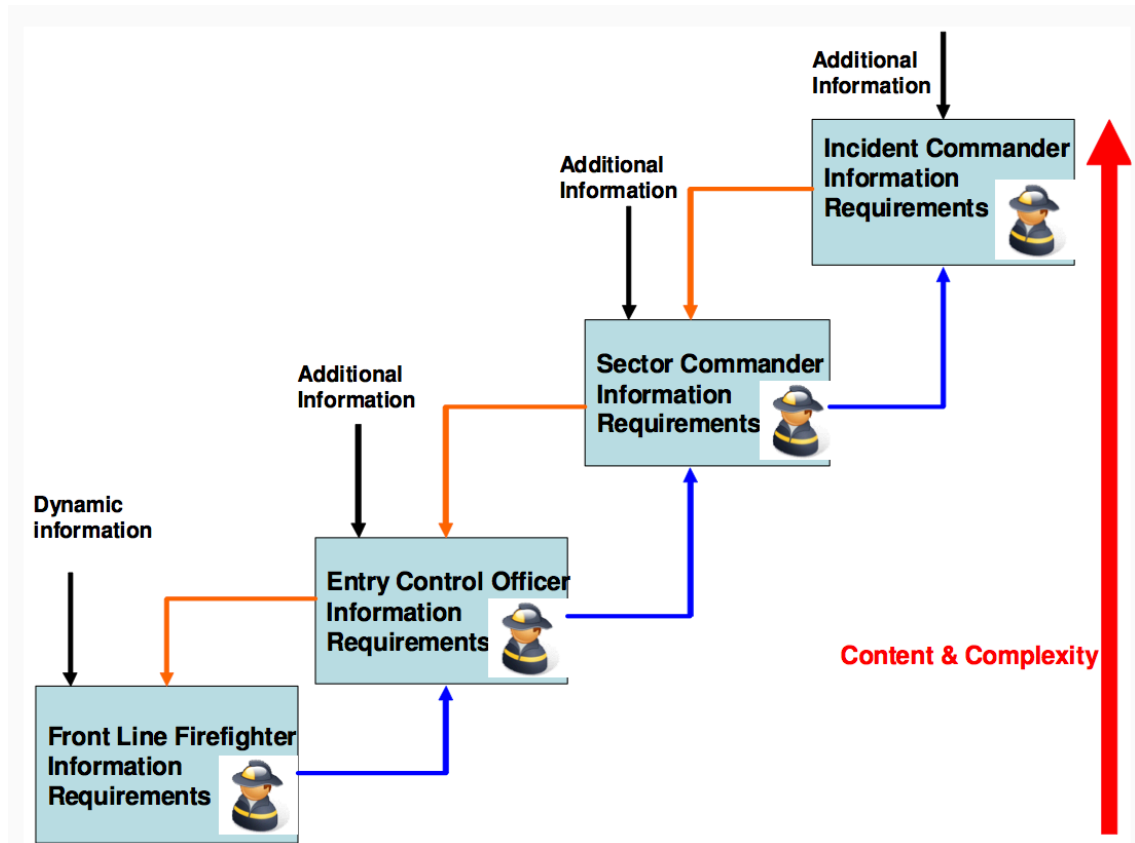 Additional
Information
Incident Commander
Information
Requirements
Additional
Information
Sector Commander
Information
Requirements
Additional
Information
Entry Control Officer
Information
Requirements
Dynamic
information
Front Line Firefighter
Information
Requirements
Content & Complexity